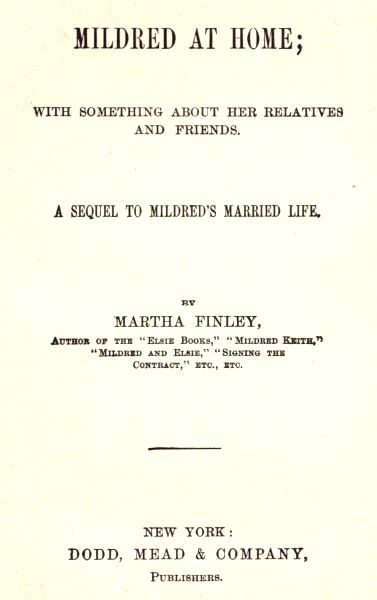 MILDRED AT HOME;
WITH SOMETHING ABOUT HER RELATIVES
AND FRIENDS.
A SEQUEL TO MILDRED'S MARRIED LIFE.
BY
MARTHA FINLEY,
AUTHOR OF THE "ELSIE BOOKS," "MILDRED KEITH,"
"MILDRED AND ELSIE," "SIGNING THE
CONTRACT," ETC., ETC.
NEW YORK:
DODD, MEAD & COMPANY,
PUBLISHERS.